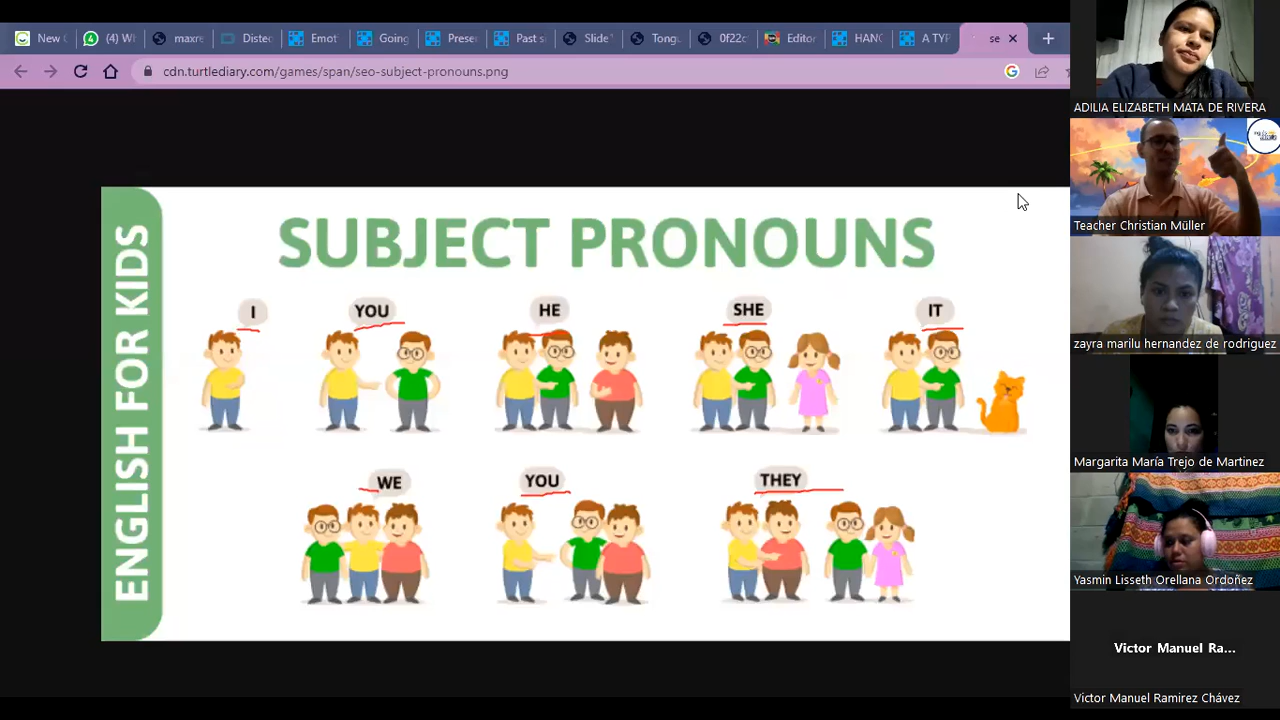 New
(4) W
maxre
Distec
Emot
Going
Prese
Past s
Slide
Tongu
0f22c
Editor
HANG
A TYP
se
cdn.turtlediary.com/games/spap/seo-subject-pronouns.png
ENGLISH FOR KIDS
SUBJECT PRONOUNS
I
YOU
HE
SHE
IT
WE
YOU
THEY
ADILIA ELIZABETH MATA DE RIVERA
Teacher Christian Müller
zayra marilu hernandez de rodriguez
Margarita María Trejo de Martinez
Yasmin Lisseth Orellana Ordoñez
Victor Manuel Ra...
Victor Manuel Ramirez Chávez